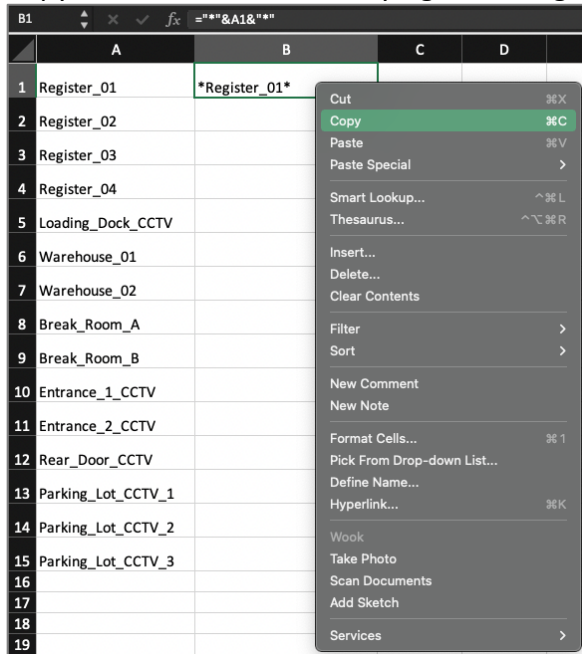 B1 fx ="*"&A1&"*"
A B C D
1 Register_01 *Register_01*
2 Register_02
3 Register_03
4 Register_04
5 Loading_Dock_CCTV
6 Warehouse_01
7 Warehouse_02
8 Break_Room_A
9 Break_Room_B
10 Entrance_1_CCTV
11 Entrance_2_CCTV
12 Rear_Door_CCTV
13 Parking_Lot_CCTV_1
14 Parking_Lot_CCTV_2
15 Parking_Lot_CCTV_3
16
17
18
19
Cut ⌘X
Copy ⌘C
Paste ⌘V
Paste Special >
Smart Lookup... ^⌘L
Thesaurus... ^⌥⌘R
Insert...
Delete...
Clear Contents
Filter >
Sort >
New Comment
New Note
Format Cells... ⌘1
Pick From Drop-down List...
Define Name...
Hyperlink... ⌘K
Wook
Take Photo
Scan Documents
Add Sketch
Services >